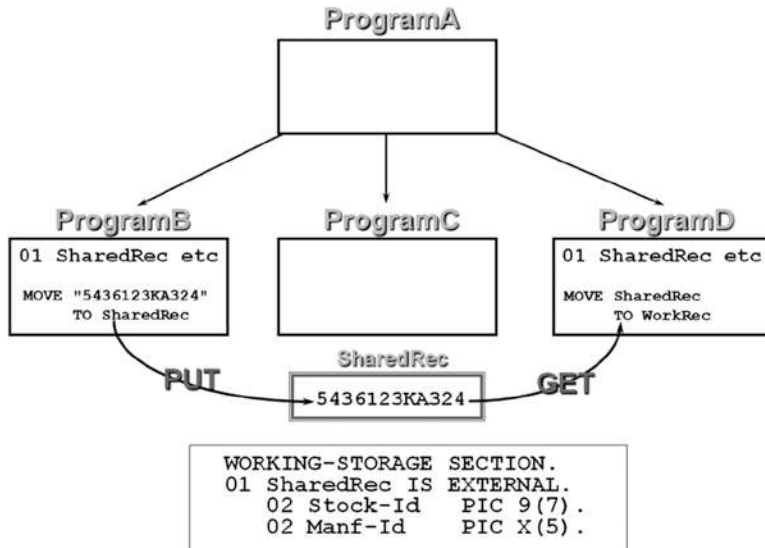 ProgramA
ProgramB
ProgramC
ProgramD
01 SharedRec etc
MOVE "5436123KA324"
TO SharedRec
01 SharedRec etc
MOVE SharedRec
TO WorkRec
SharedRec
PUT
5436123KA324
GET
WORKING-STORAGE SECTION.
01 SharedRec IS EXTERNAL.
02 Stock-Id PIC 9(7).
02 Manf-Id PIC X(5).